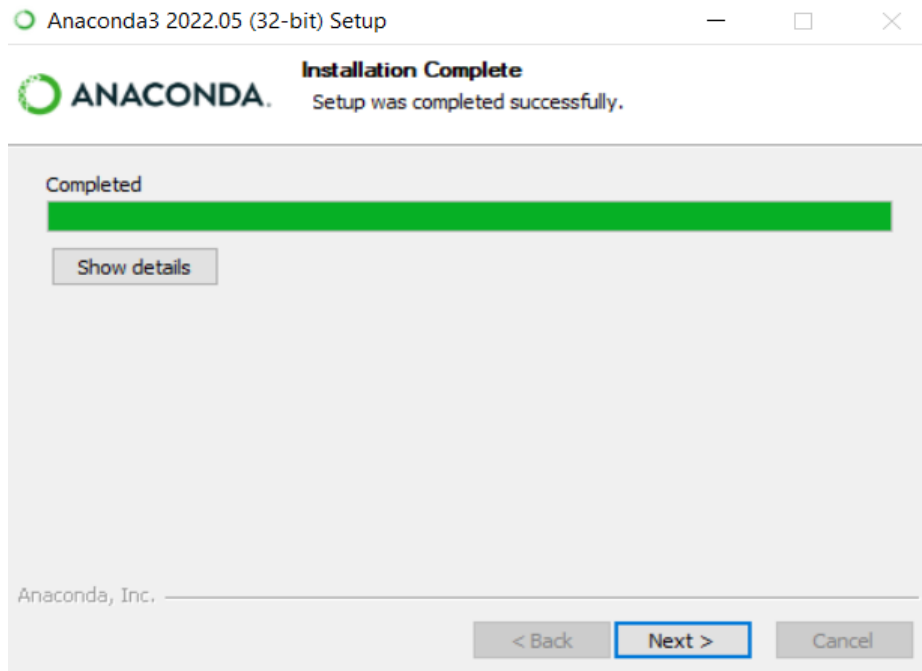 Anaconda3 2022.05 (32-bit) Setup
ANACONDA.
Installation Complete
Setup was completed successfully.
Completed
Show details
Anaconda, Inc.
< Back
Next >
Cancel